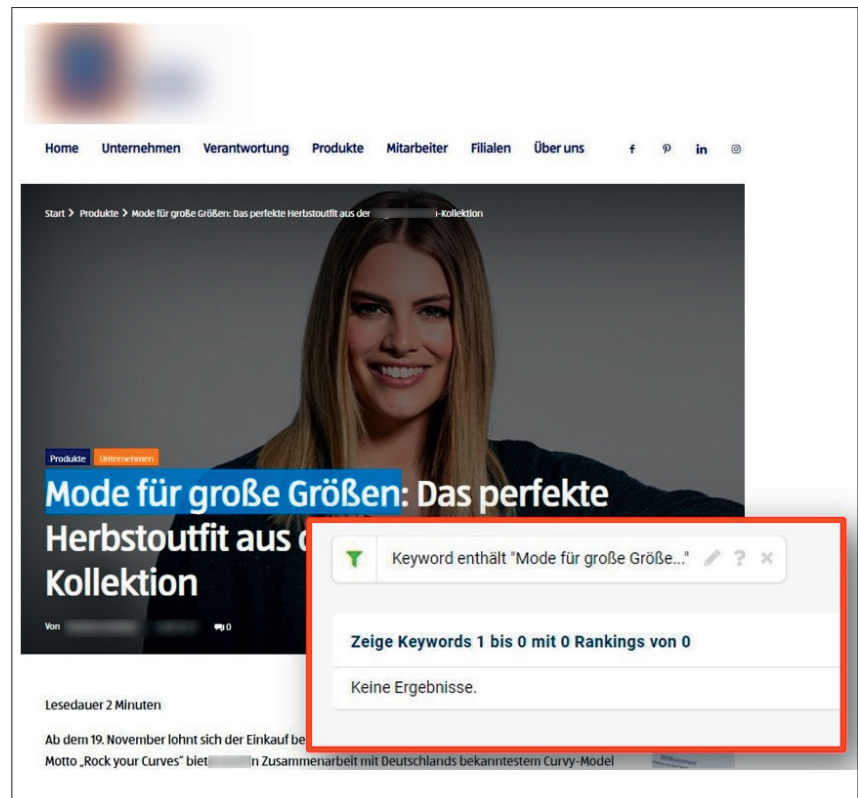 Home Unternehmen Verantwortung Produkte Mitarbeiter Filialen Über uns
Start > Produkte > Mode für große Größen: Das perfekte Herbstoutfit aus der -Kollektion
Produkte Unternehmen
Mode für große Größen: Das perfekte
Herbstoutfit aus
Kollektion
Von 0
Keyword enthält "Mode für große Größe..."
Zeige Keywords 1 bis 0 mit 0 Rankings von 0
Keine Ergebnisse.
Lesedauer 2 Minuten
Ab dem 19. November lohnt sich der Einkauf be
Motto „Rock your Curves“ biet n Zusammenarbeit mit Deutschlands bekanntestem Curvy-Model